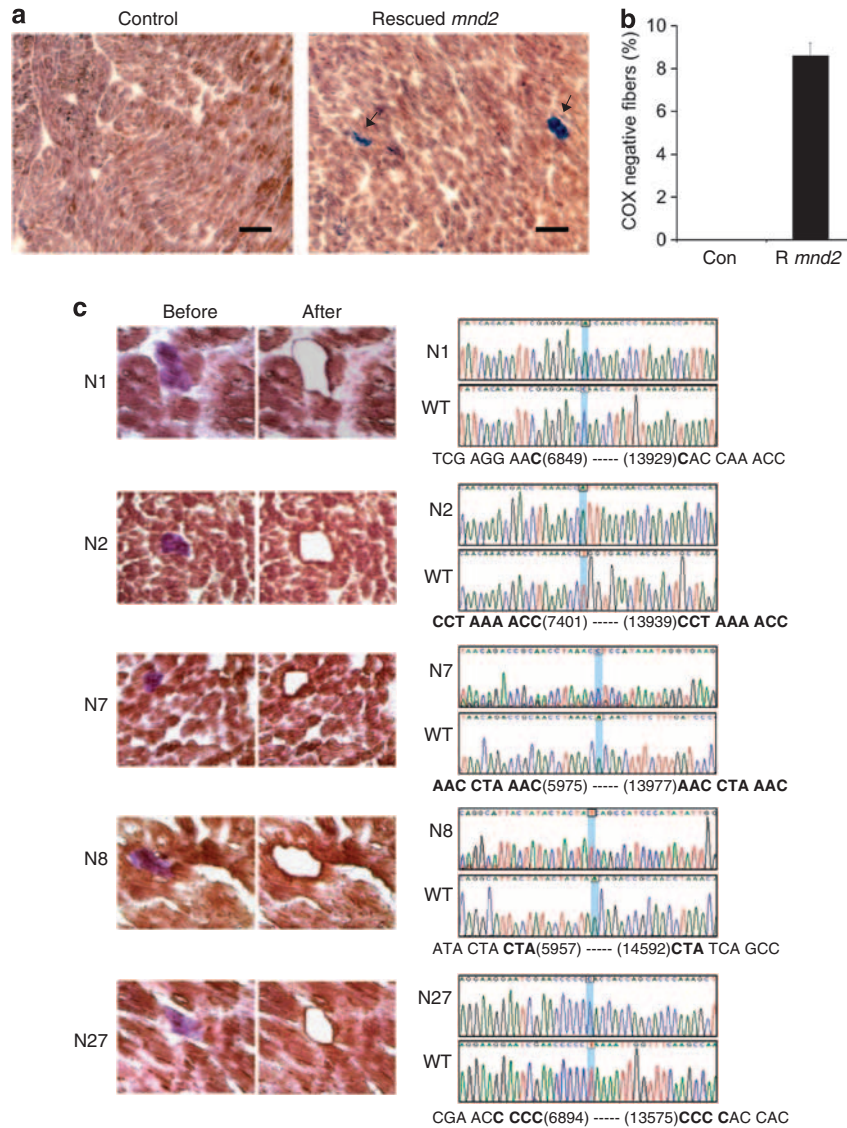 a
Control
Rescued mnd2
b
COX negative fibers (%)
10
8
6
4
2
0
Con
R mnd2
c
Before
After
N1
N1
WT
TCG AGG AAC(6849) ----- (13929)CAC CAA ACC
N2
N2
WT
CCT AAA ACC(7401) ----- (13939)CCT AAA ACC
N7
N7
WT
AAC CTA AAC(5975) ----- (13977)AAC CTA AAC
N8
N8
WT
ATA CTA CTA(5957) ----- (14592)CTA TCA GCC
N27
N27
WT
CGA ACC CCC(6894) ----- (13575)CCC CAC CAC